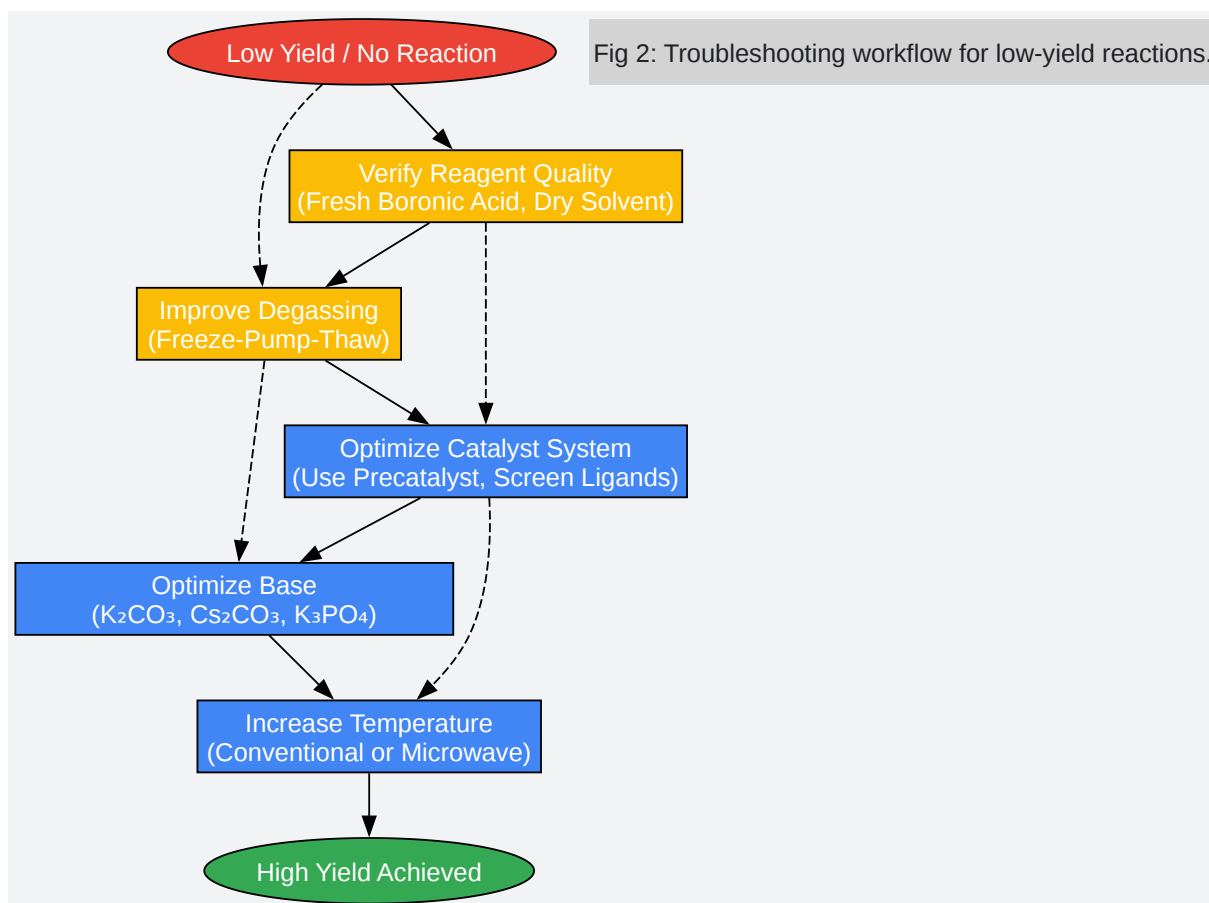 Low Yield / No Reaction
Fig 2: Troubleshooting workflow for low-yield reactions.
Verify Reagent Quality
(Fresh Boronic Acid, Dry Solvent)
Improve Degassing
(Freeze-Pump-Thaw)
Optimize Catalyst System
(Use Precatalyst, Screen Ligands)
Optimize Base
(K₂CO₃, Cs₂CO₃, K₃PO₄)
Increase Temperature
(Conventional or Microwave)
High Yield Achieved